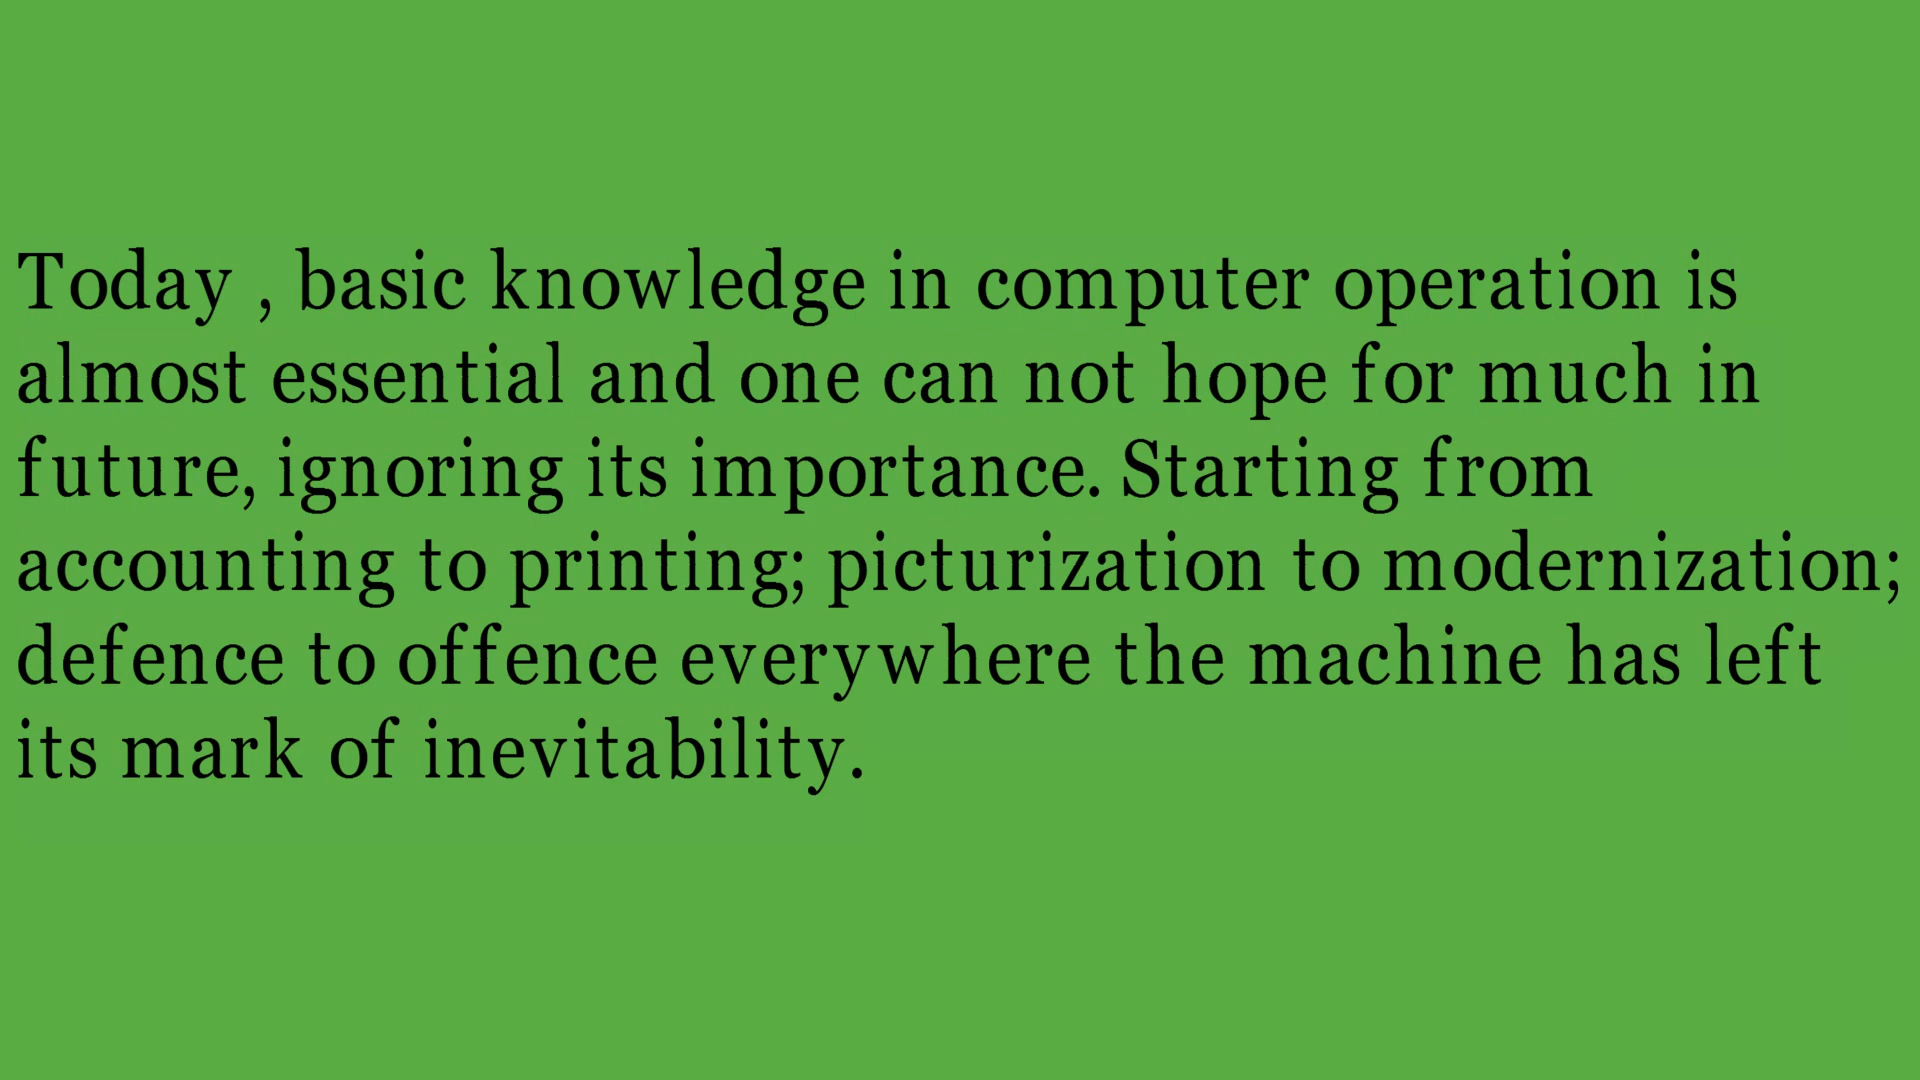 Today , basic knowledge in computer operation is
almost essential and one can not hope for much in
future, ignoring its importance. Starting from
accounting to printing; picturization to modernization;
defence to offence everywhere the machine has left
its mark of inevitability.